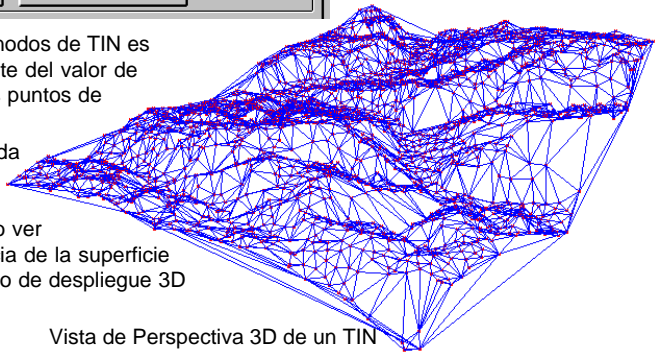 nodos de TIN es
te del valor de
puntos de
da
ver
ia de la superficie
o de despliegue 3D
Vista de Perspectiva 3D de un TIN